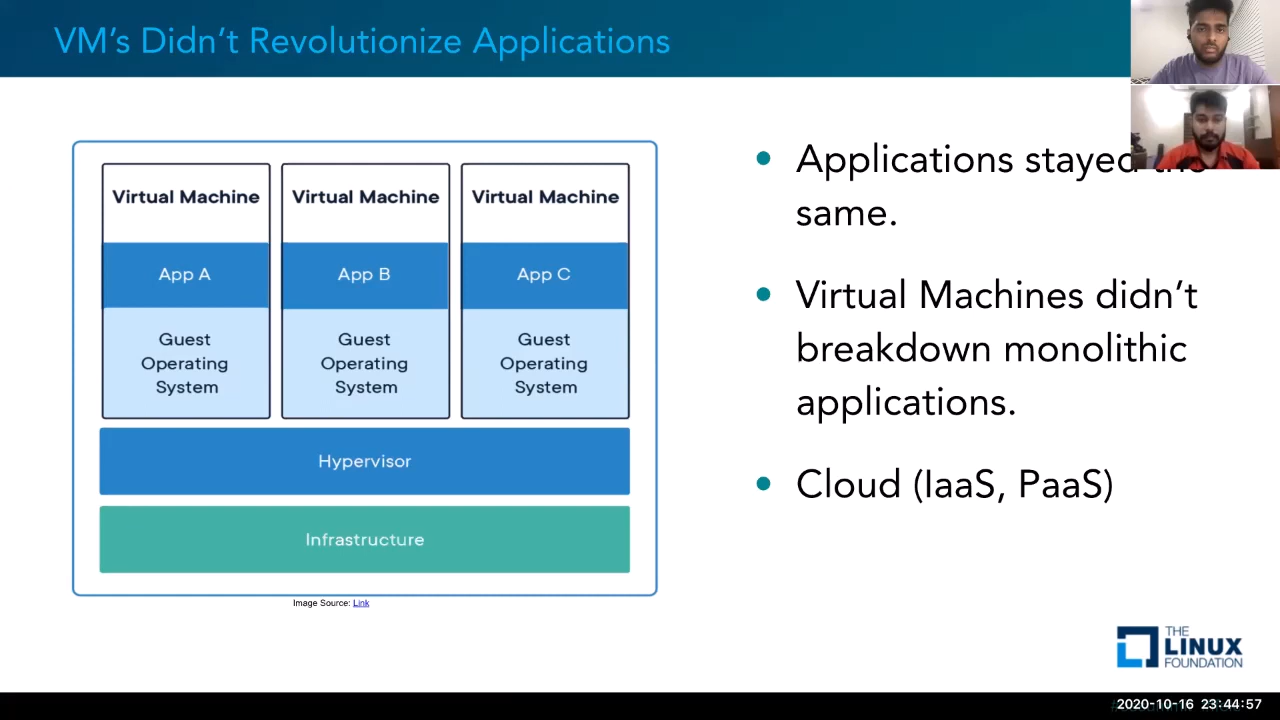 VM's Didn't Revolutionize Applications
Virtual Machine
Virtual Machine
Virtual Machine
App A
App B
App C
Guest
Operating
System
Guest
Operating
System
Guest
Operating
System
Hypervisor
Infrastructure
Image Source: Link
• Applications stayed the
same.
• Virtual Machines didn't
breakdown monolithic
applications.
• Cloud (IaaS, PaaS)
THE
LINUX
FOUNDATION
2020-10-16 23:44:57